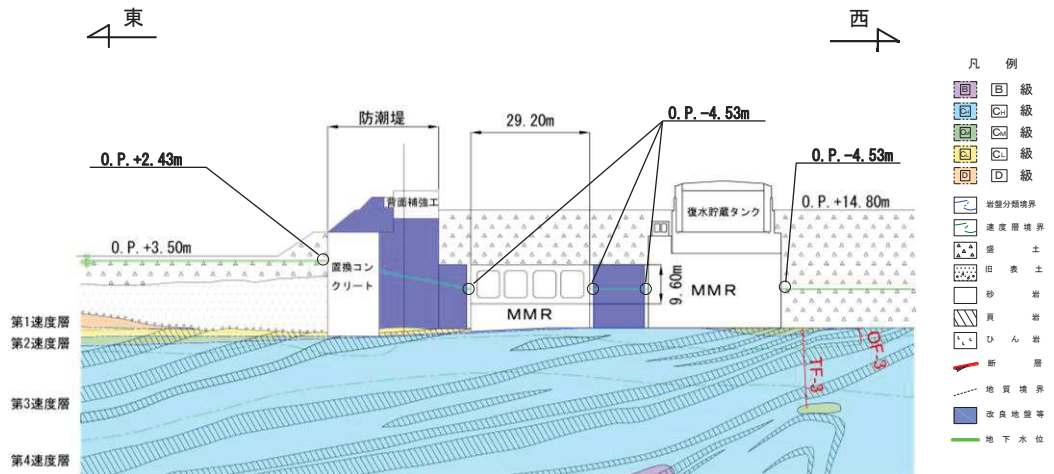 東
西
防潮堤
29.20m
O.P.-4.53m
O.P.+2.43m
O.P.-4.53m
背面補強工
復水貯蔵タンク
O.P.+14.80m
O.P.+3.50m
置換コン
クリート
9.60m
MMR
MMR
第1速度層
第2速度層
第3速度層
第4速度層
TF-3
OF-3
凡 例
B B 級
CH CH 級
CM CM 級
CL CL 級
D D 級
岩盤分類境界
速度層境界
盛 土
旧 表 土
砂 岩
頁 岩
ひ ん 岩
断 層
地 質 境 界
改 良 地 盤 等
地 下 水 位